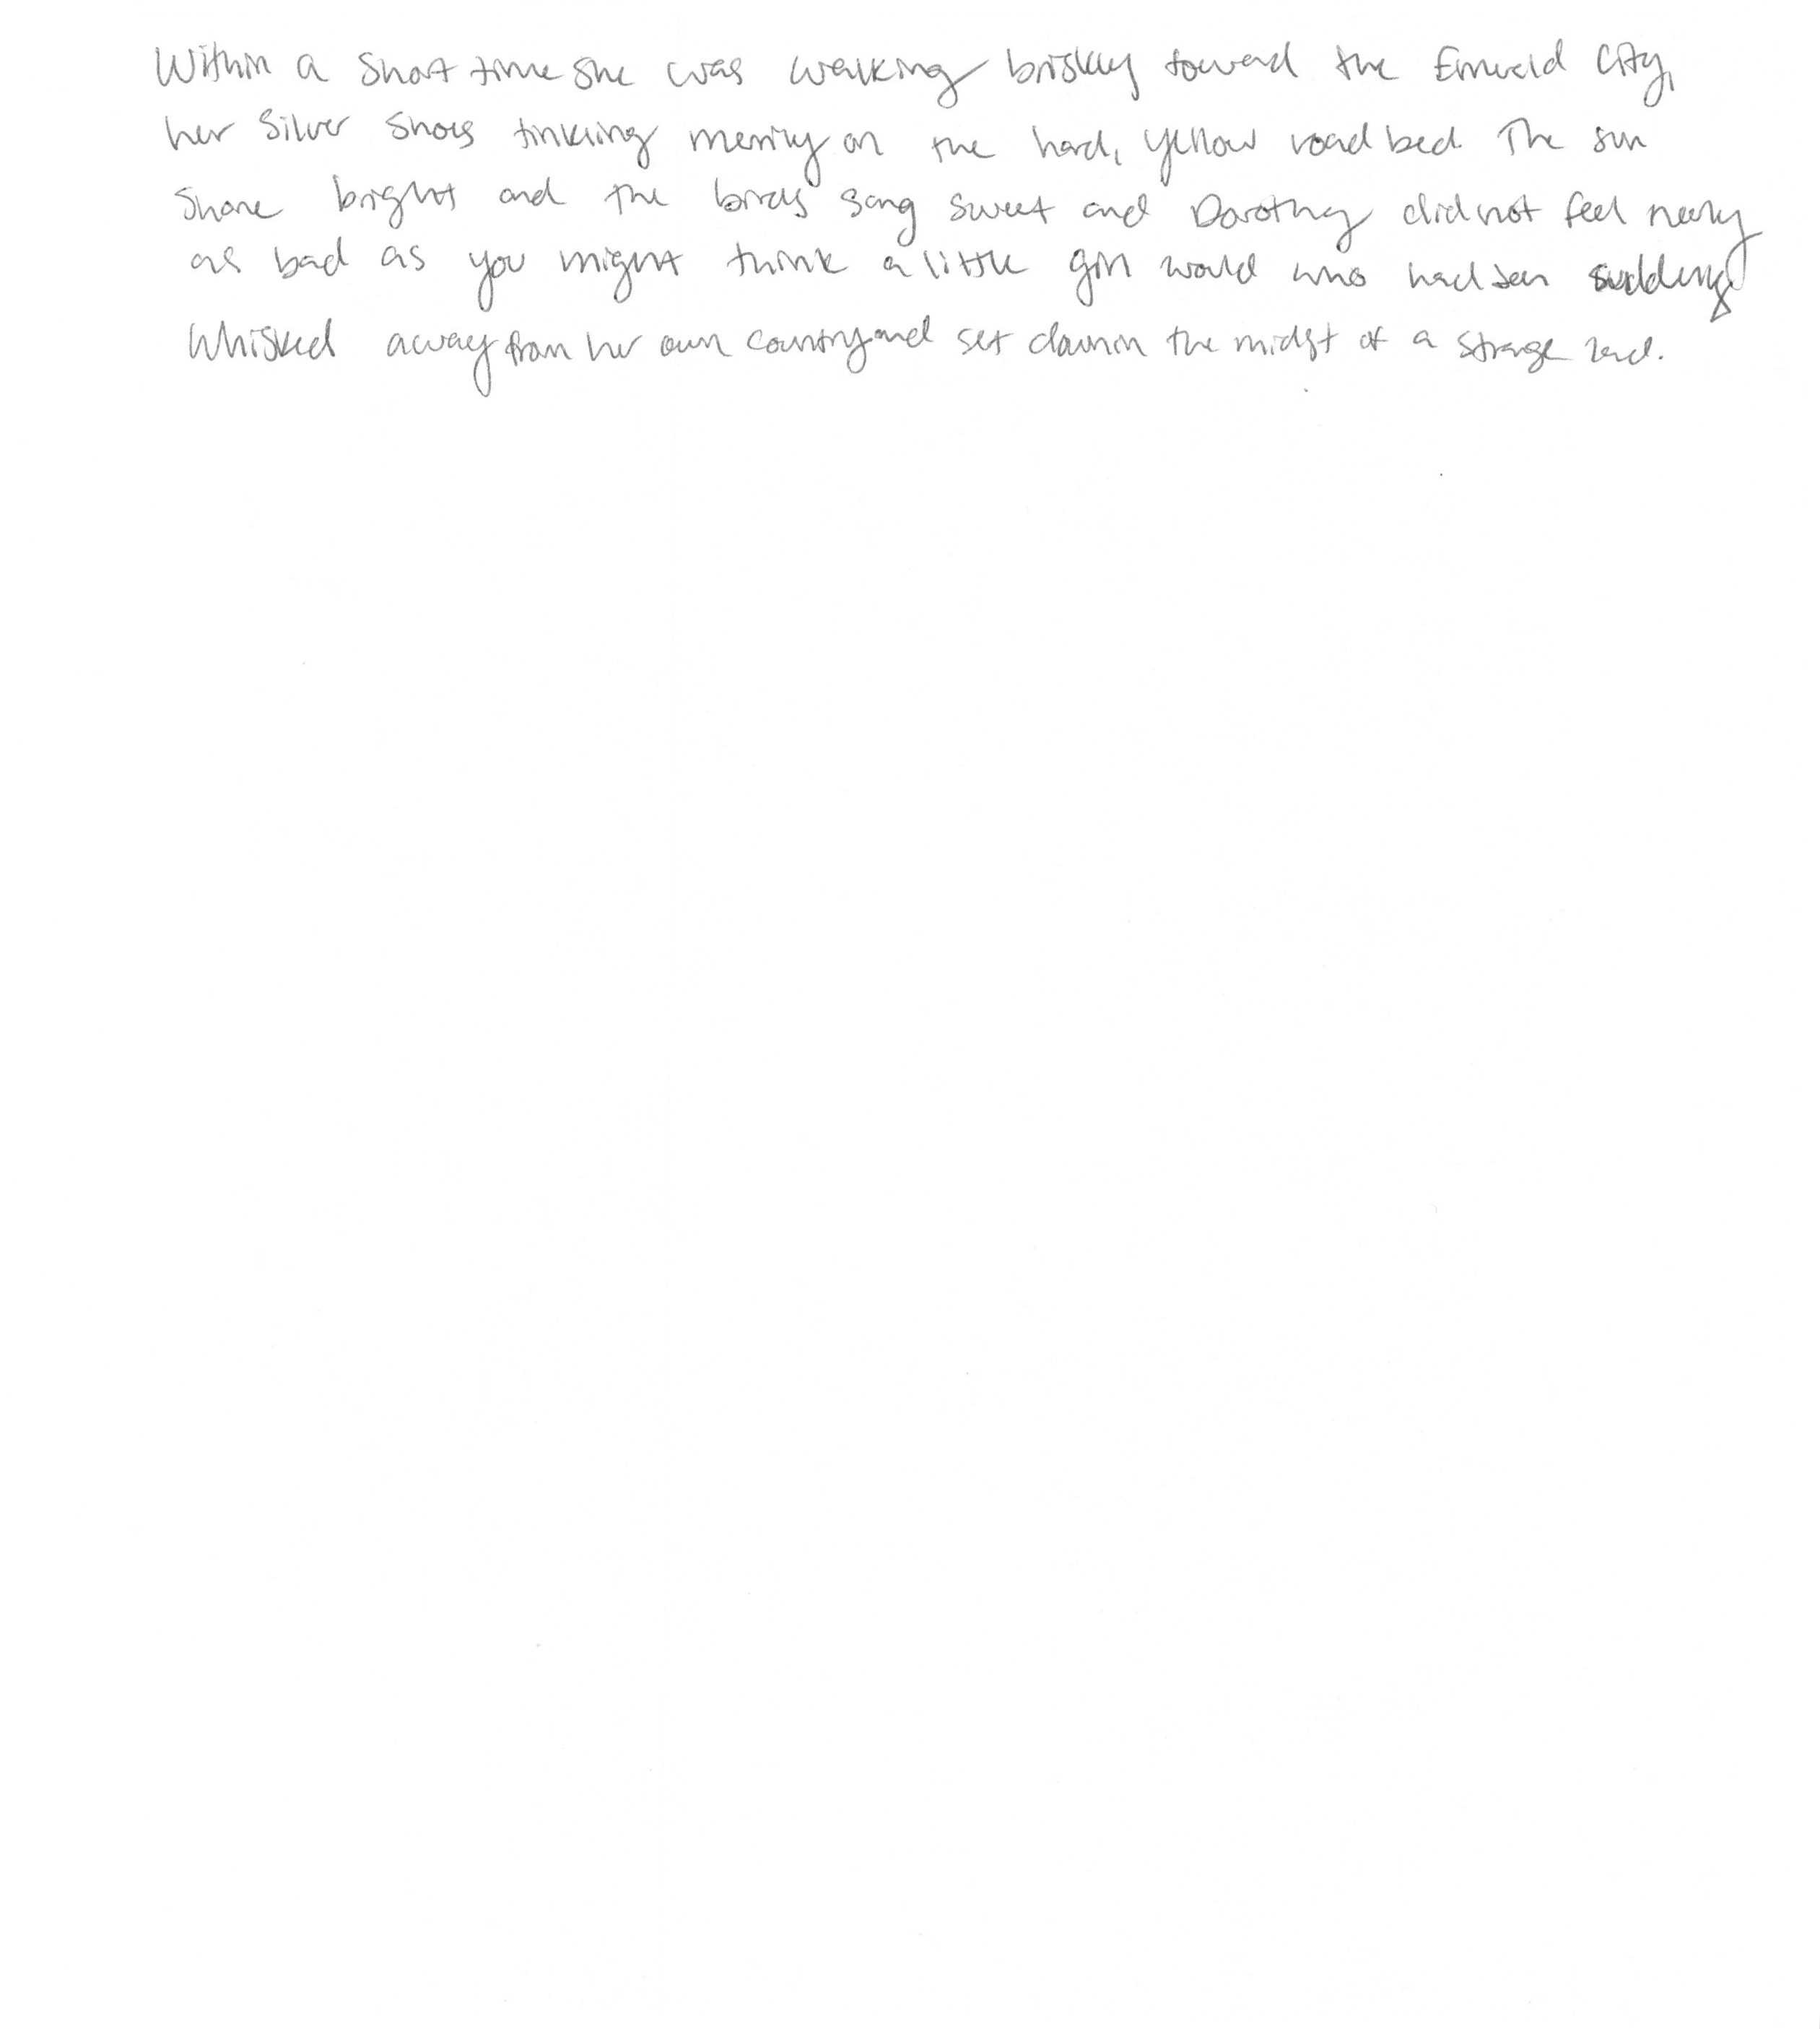 Within a short time she was walking briskly toward the Emerald City,
her Silver Shoes tinkling merrily on the hard, yellow road bed. The sun
shone bright and the birds sang sweet and Dorothy did not feel nearly
as bad as you might think a little girl would who had been suddenly
whisked away from her own country and set down in the midst of a strange land.